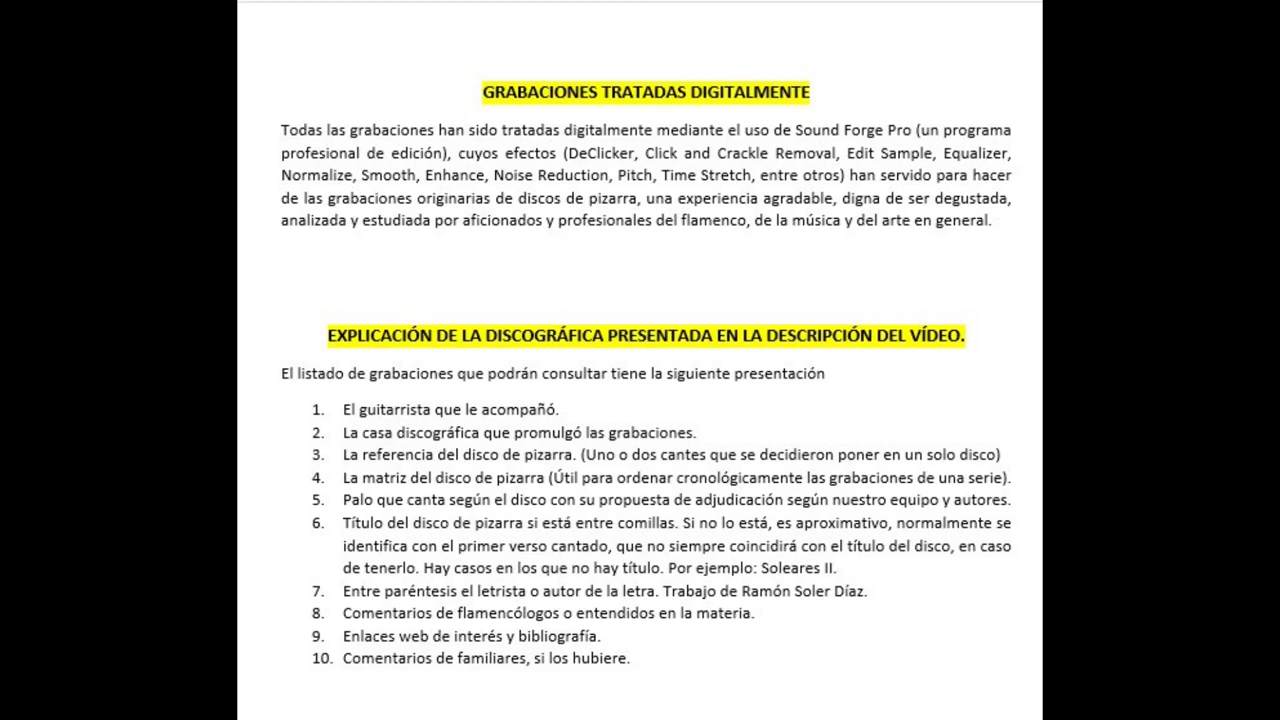 GRABACIONES TRATADAS DIGITALMENTE
Todas las grabaciones han sido tratadas digitalmente mediante el uso de Sound Forge Pro (un programa
profesional de edición), cuyos efectos (DeClicker, Click and Crackle Removal, Edit Sample, Equalizer,
Normalize, Smooth, Enhance, Noise Reduction, Pitch, Time Stretch, entre otros) han servido para hacer
de las grabaciones originarias de discos de pizarra, una experiencia agradable, digna de ser degustada,
analizada y estudiada por aficionados y profesionales del flamenco, de la música y del arte en general.
EXPLICACIÓN DE LA DISCOGRÁFICA PRESENTADA EN LA DESCRIPCIÓN DEL VÍDEO.
El listado de grabaciones que podrán consultar tiene la siguiente presentación
1. El guitarrista que le acompañó.
2. La casa discográfica que promulgó las grabaciones.
3. La referencia del disco de pizarra. (Uno o dos cantes que se decidieron poner en un solo disco)
4. La matriz del disco de pizarra (Útil para ordenar cronológicamente las grabaciones de una serie).
5. Palo que canta según el disco con su propuesta de adjudicación según nuestro equipo y autores.
6. Título del disco de pizarra si está entre comillas. Si no lo está, es aproximativo, normalmente se
identifica con el primer verso cantado, que no siempre coincidirá con el título del disco, en caso
de tenerlo. Hay casos en los que no hay título. Por ejemplo: Soleares II.
7. Entre paréntesis el letrista o autor de la letra. Trabajo de Ramón Soler Díaz.
8. Comentarios de flamencólogos o entendidos en la materia.
9. Enlaces web de interés y bibliografía.
10. Comentarios de familiares, si los hubiere.